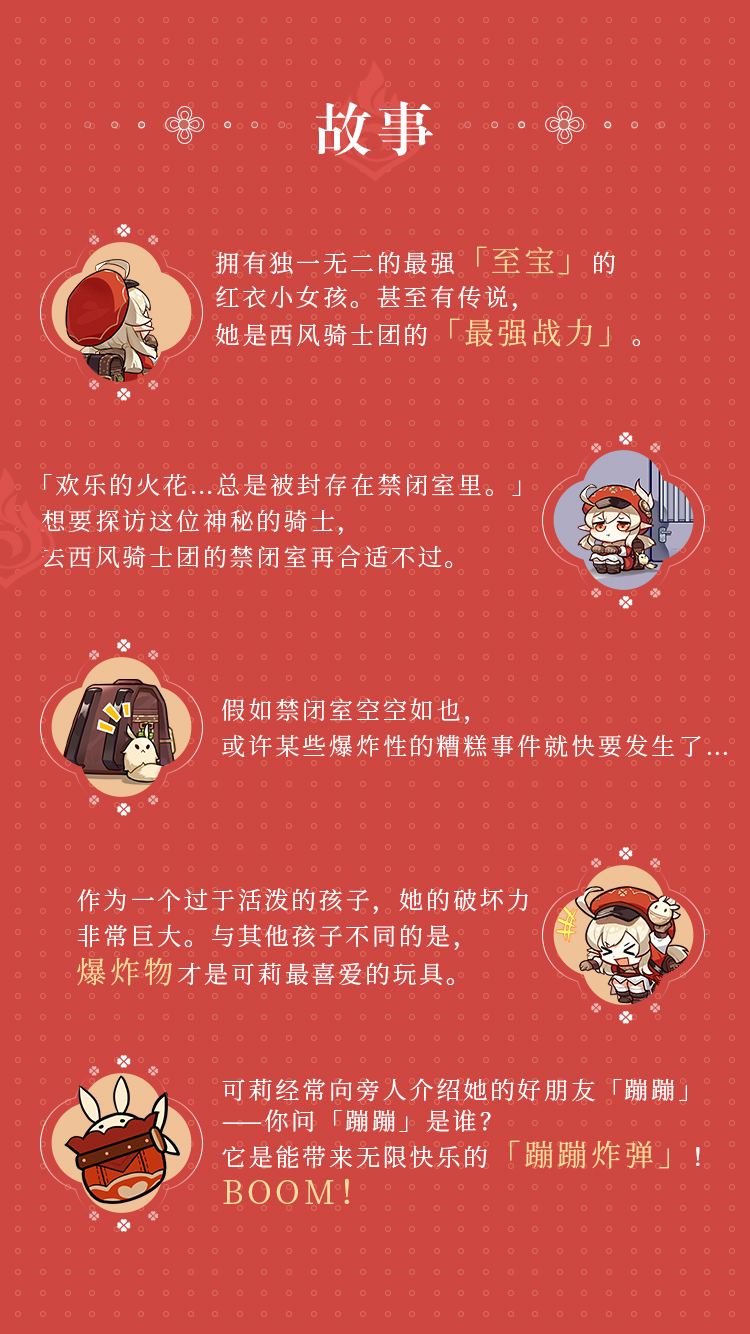 故事
拥有独一无二的最强「至宝」的
红衣小女孩。甚至有传说，
她是西风骑士团的「最强战力」。
「欢乐的火花...总是被封存在禁闭室里。」
想要探访这位神秘的骑士，
去西风骑士团的禁闭室再合适不过。
假如禁闭室空空如也，
或许某些爆炸性的糟糕事件就快要发生了...
作为一个过于活泼的孩子，她的破坏力
非常巨大。与其他孩子不同的是，
爆炸物才是可莉最喜爱的玩具。
可莉经常向旁人介绍她的好朋友「蹦蹦」
——你问「蹦蹦」是谁？
它是能带来无限快乐的「蹦蹦炸弹」！
BOOM！